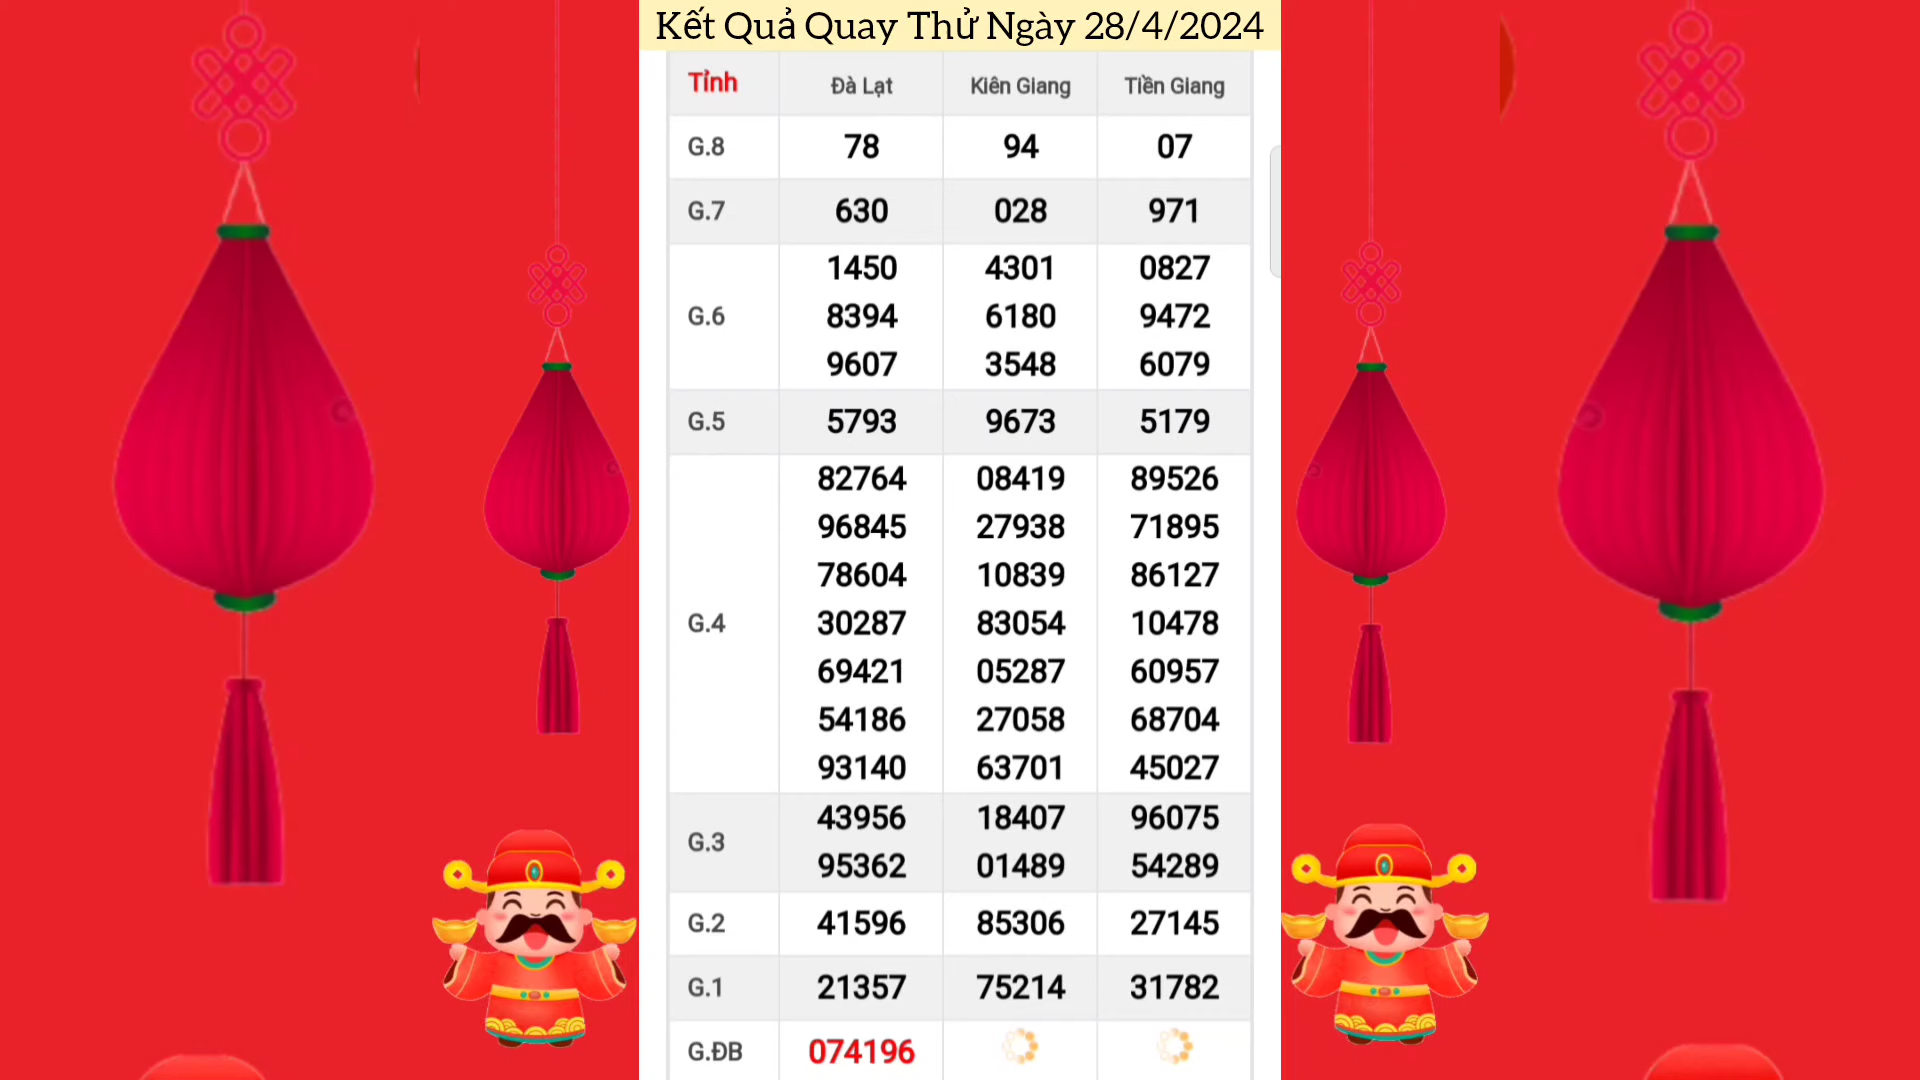 Kết Quả Quay Thử Ngày 28/4/2024
Tỉnh Đà Lạt Kiên Giang Tiền Giang
G.8 78 94 07
G.7 630 028 971
1450 4301 0827
G.6 8394 6180 9472
9607 3548 6079
G.5 5793 9673 5179
82764 08419 89526
96845 27938 71895
78604 10839 86127
G.4 30287 83054 10478
69421 05287 60957
54186 27058 68704
93140 63701 45027
G.3 43956 18407 96075
95362 01489 54289
G.2 41596 85306 27145
G.1 21357 75214 31782
G.ĐB 074196